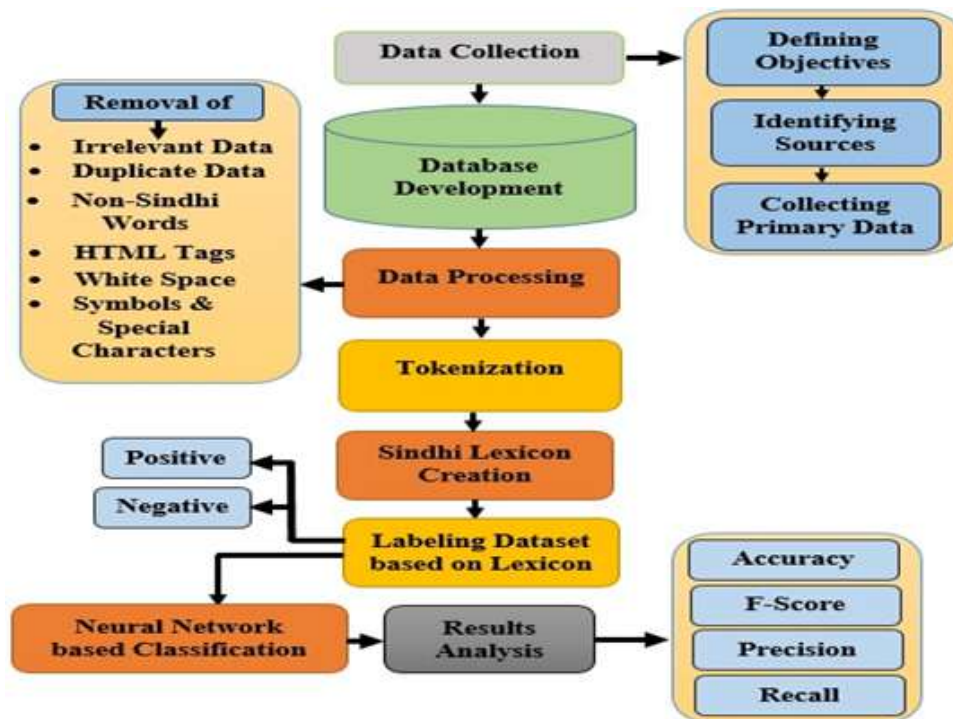 Data Collection
Defining
Objectives
Identifying
Sources
Collecting
Primary Data
Database
Development
Data Processing
Removal of
• Irrelevant Data
• Duplicate Data
• Non-Sindhi
Words
• HTML Tags
• White Space
• Symbols &
Special
Characters
Tokenization
Sindhi Lexicon
Creation
Labeling Dataset
based on Lexicon
Positive
Negative
Neural Network
based Classification
Results
Analysis
Accuracy
F-Score
Precision
Recall